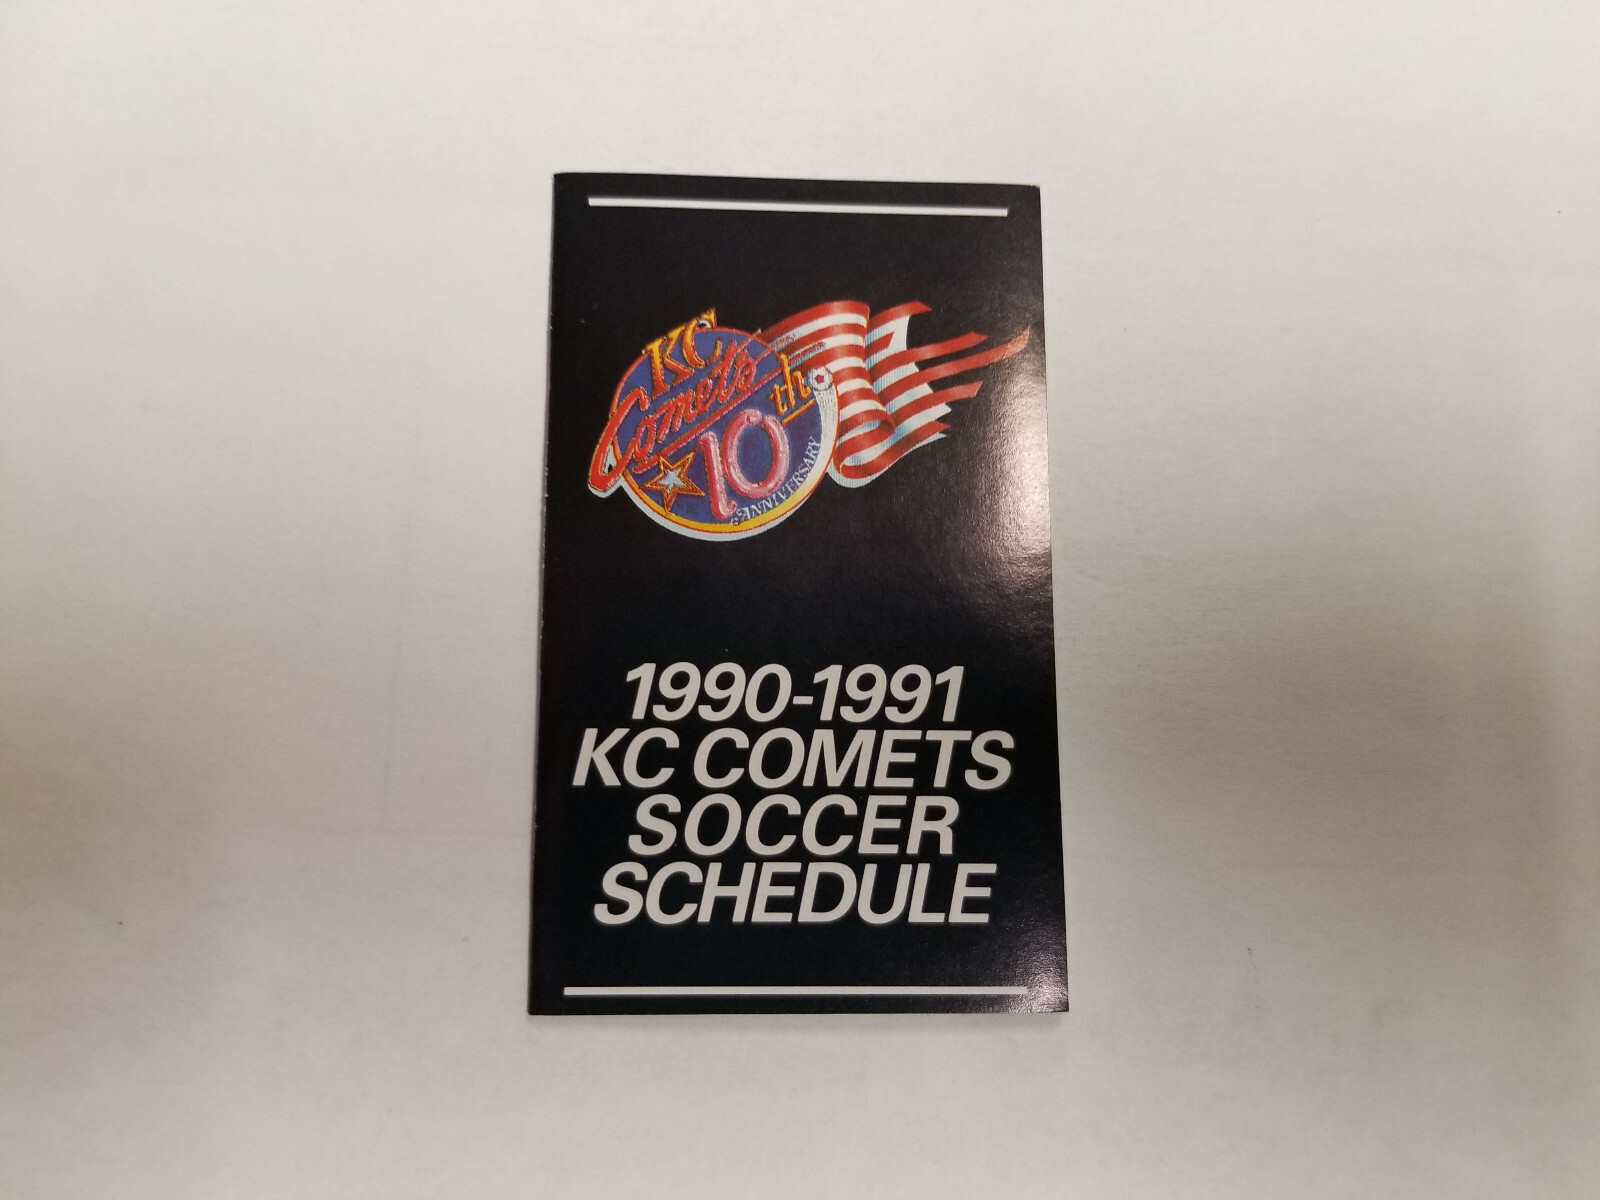 KC
Comets
10th
ANNIVERSARY
1990-1991
KC COMETS
SOCCER
SCHEDULE